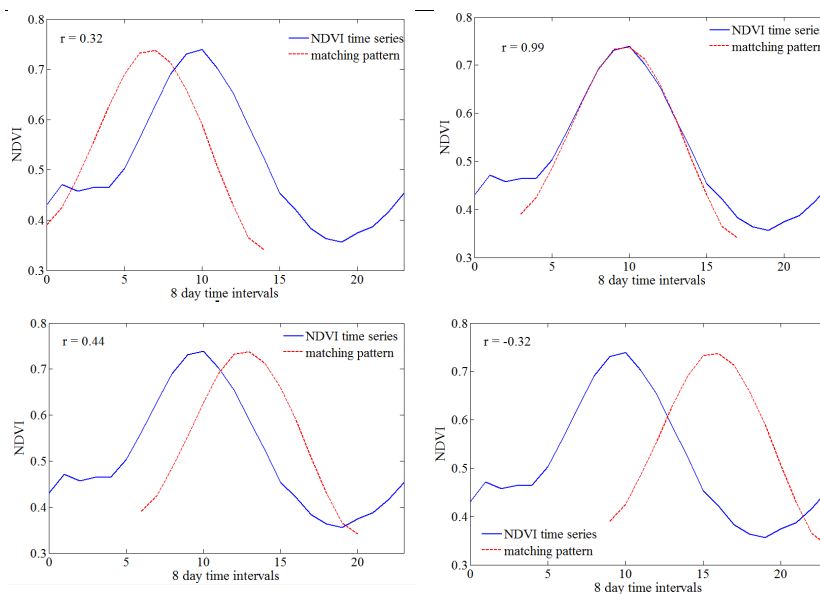 r = 0.32
NDVI time series
matching pattern
0.8
0.7
0.6
0.5
0.4
0.3
NDVI
0
5
10
15
20
8 day time intervals
r = 0.99
NDVI time series
mattching pattern
0.8
0.7
0.6
0.5
0.4
0.3
NDVI
0
5
10
15
20
8 day time intervals
r = 0.44
NDVI time series
matching pattern
0.8
0.7
0.6
0.5
0.4
0.3
NDVI
0
5
10
15
20
8 day time intervals
r = -0.32
NDVI time series
matching pattern
0.8
0.7
0.6
0.5
0.4
0.3
NDVI
0
5
10
15
20
8 day time intervals